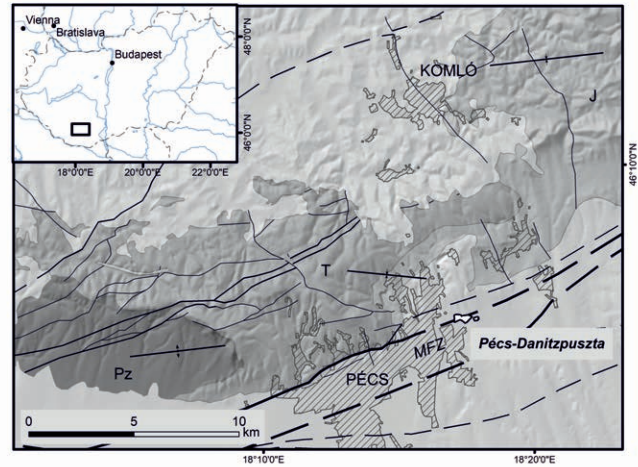 Vienna
Bratislava
Budapest
48°0'0"N
46°0'0"N
18°0'0"E
20°0'0"E
22°0'0"E
KOMLÓ
J
46°10'0"N
T
Pécs-Danitzpuszta
MFZ
PÉCS
Pz
0 5 10
km
18°10'0"E
18°20'0"E